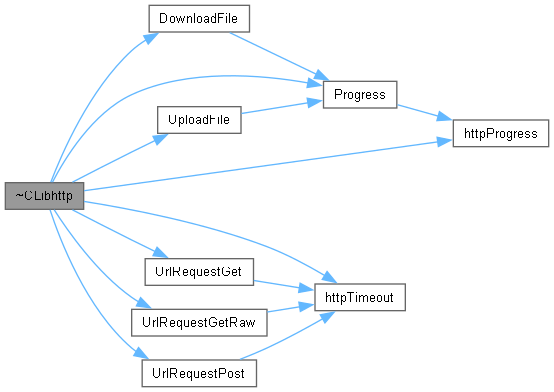 DownloadFile
Progress
UploadFile
httpProgress
~CLibhttp
UrlRequestGet
httpTimeout
UrlRequestGetRaw
UrlRequestPost